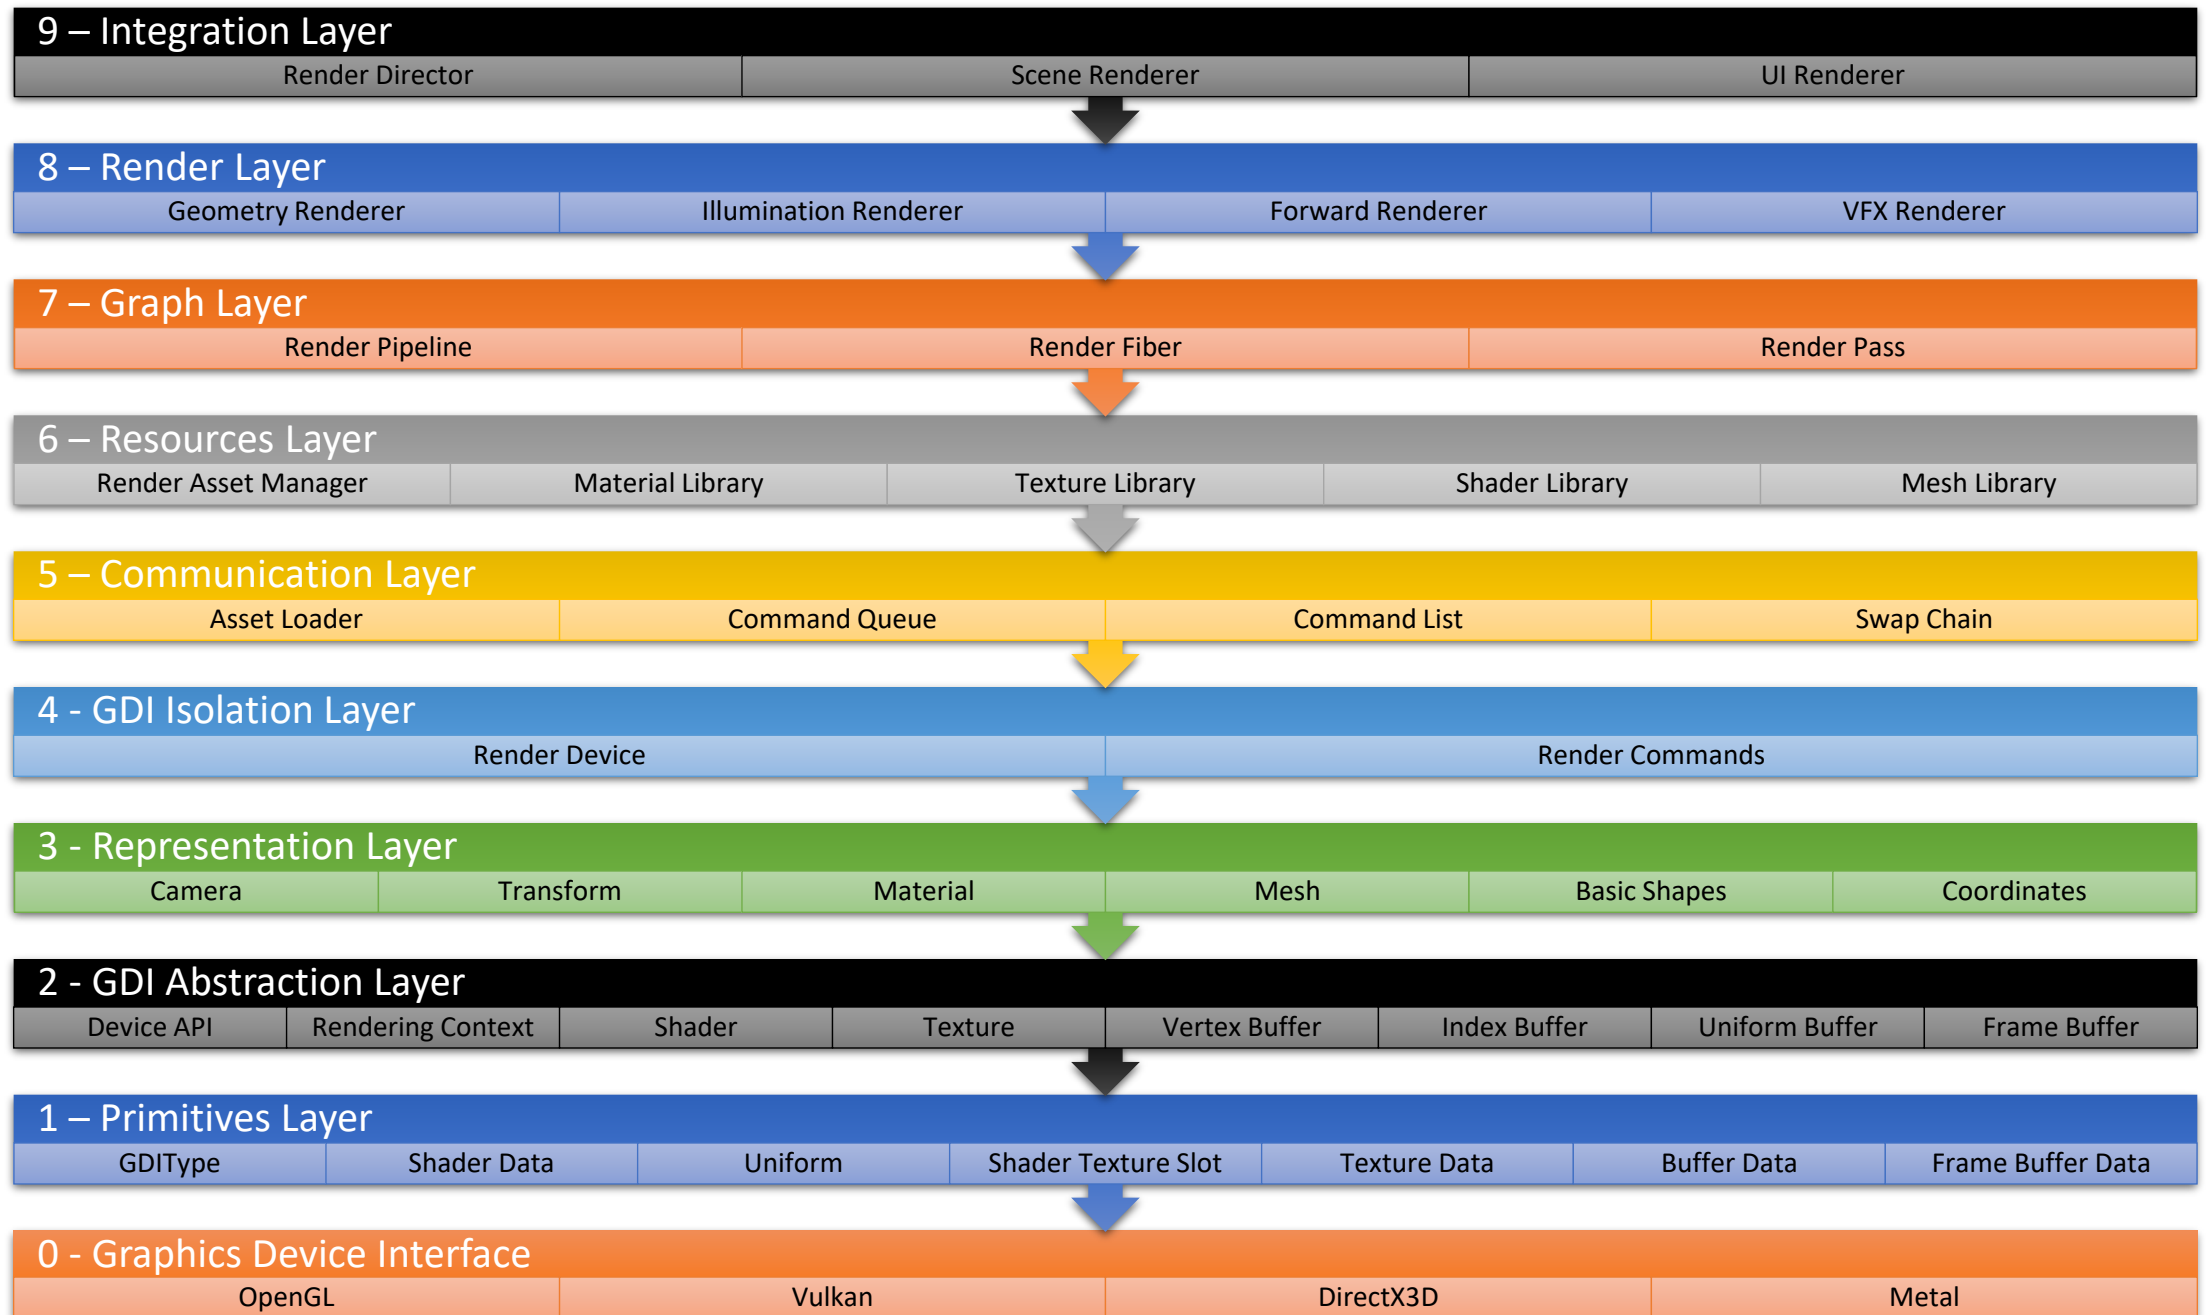 9 – Integration Layer
Render Director Scene Renderer UI Renderer
8 – Render Layer
Geometry Renderer Illumination Renderer Forward Renderer VFX Renderer
7 – Graph Layer
Render Pipeline Render Fiber Render Pass
6 – Resources Layer
Render Asset Manager Material Library Texture Library Shader Library Mesh Library
5 – Communication Layer
Asset Loader Command Queue Command List Swap Chain
4 - GDI Isolation Layer
Render Device Render Commands
3 - Representation Layer
Camera Transform Material Mesh Basic Shapes Coordinates
2 - GDI Abstraction Layer
Device API Rendering Context Shader Texture Vertex Buffer Index Buffer Uniform Buffer Frame Buffer
1 – Primitives Layer
GDIType Shader Data Uniform Shader Texture Slot Texture Data Buffer Data Frame Buffer Data
0 - Graphics Device Interface
OpenGL Vulkan DirectX3D Metal